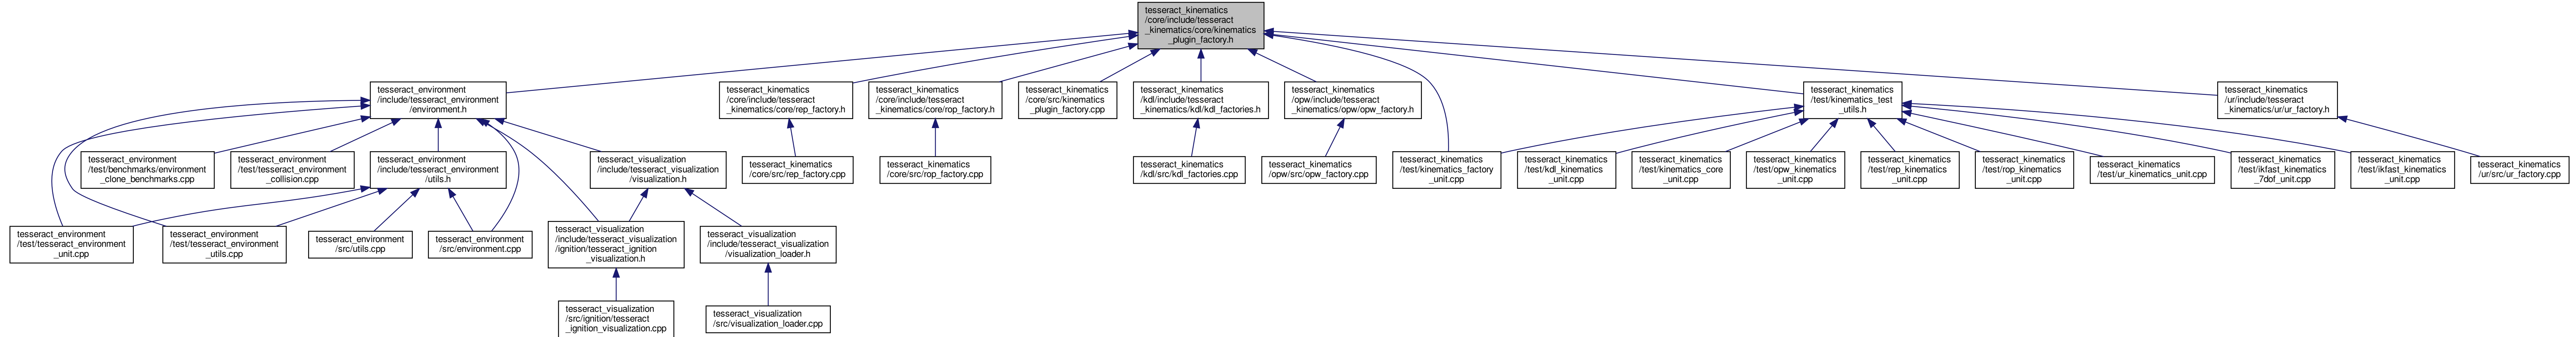 tesseract_kinematics
/core/include/tesseract
_kinematics/core/kinematics
_plugin_factory.h
tesseract_environment
/include/tesseract_environment
/environment.h
tesseract_kinematics
/core/include/tesseract
_kinematics/core/rep_factory.h
tesseract_kinematics
/core/include/tesseract
_kinematics/core/rop_factory.h
tesseract_kinematics
/core/src/kinematics
_plugin_factory.cpp
tesseract_kinematics
/kdl/include/tesseract
_kinematics/kdl/kdl_factories.h
tesseract_kinematics
/opw/include/tesseract
_kinematics/opw/opw_factory.h
tesseract_kinematics
/test/kinematics_test
_utils.h
tesseract_kinematics
/ur/include/tesseract
_kinematics/ur/ur_factory.h
tesseract_environment
/test/benchmarks/environment
_clone_benchmarks.cpp
tesseract_environment
/test/tesseract_environment
_collision.cpp
tesseract_environment
/include/tesseract_environment
/utils.h
tesseract_visualization
/include/tesseract_visualization
/visualization.h
tesseract_kinematics
/core/src/rep_factory.cpp
tesseract_kinematics
/core/src/rop_factory.cpp
tesseract_kinematics
/kdl/src/kdl_factories.cpp
tesseract_kinematics
/opw/src/opw_factory.cpp
tesseract_kinematics
/test/kinematics_factory
_unit.cpp
tesseract_kinematics
/test/kdl_kinematics
_unit.cpp
tesseract_kinematics
/test/kinematics_core
_unit.cpp
tesseract_kinematics
/test/opw_kinematics
_unit.cpp
tesseract_kinematics
/test/rep_kinematics
_unit.cpp
tesseract_kinematics
/test/rop_kinematics
_unit.cpp
tesseract_kinematics
/test/ur_kinematics_unit.cpp
tesseract_kinematics
/test/ikfast_kinematics
_7dof_unit.cpp
tesseract_kinematics
/test/ikfast_kinematics
_unit.cpp
tesseract_kinematics
/ur/src/ur_factory.cpp
tesseract_environment
/test/tesseract_environment
_unit.cpp
tesseract_environment
/test/tesseract_environment
_utils.cpp
tesseract_environment
/src/utils.cpp
tesseract_environment
/src/environment.cpp
tesseract_visualization
/include/tesseract_visualization
/ignition/tesseract_ignition
_visualization.h
tesseract_visualization
/include/tesseract_visualization
/visualization_loader.h
tesseract_visualization
/src/ignition/tesseract
_ignition_visualization.cpp
tesseract_visualization
/src/visualization_loader.cpp